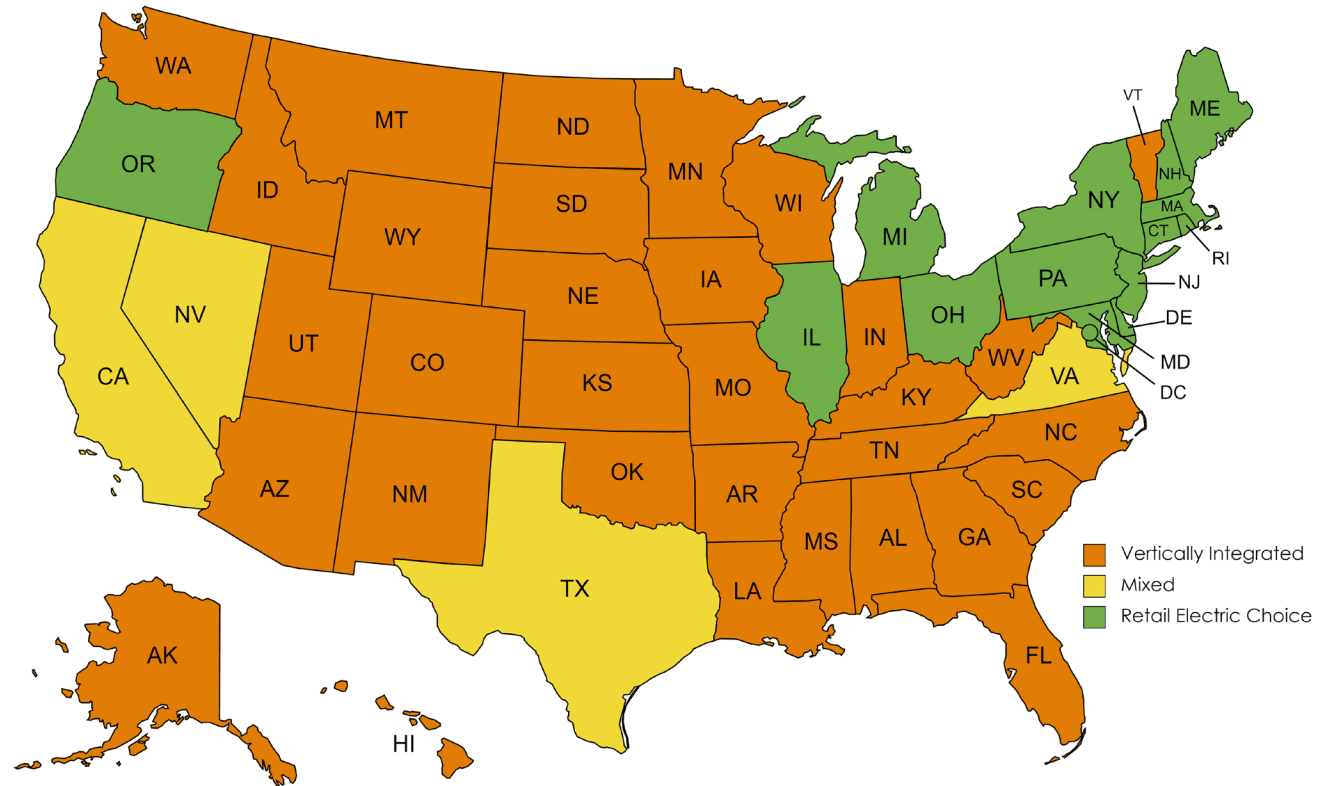 WA
MT
ND
MN
OR
ID
SD
WI
MI
VT
ME
NH
NY
MA
CT
RI
WY
IA
PA
NJ
NE
NV
UT
CO
IL
IN
OH
DE
MD
DC
CA
KS
MO
KY
WV
VA
AZ
NM
OK
AR
TN
NC
SC
MS
AL
GA
TX
LA
FL
AK
HI
Vertically Integrated
Mixed
Retail Electric Choice